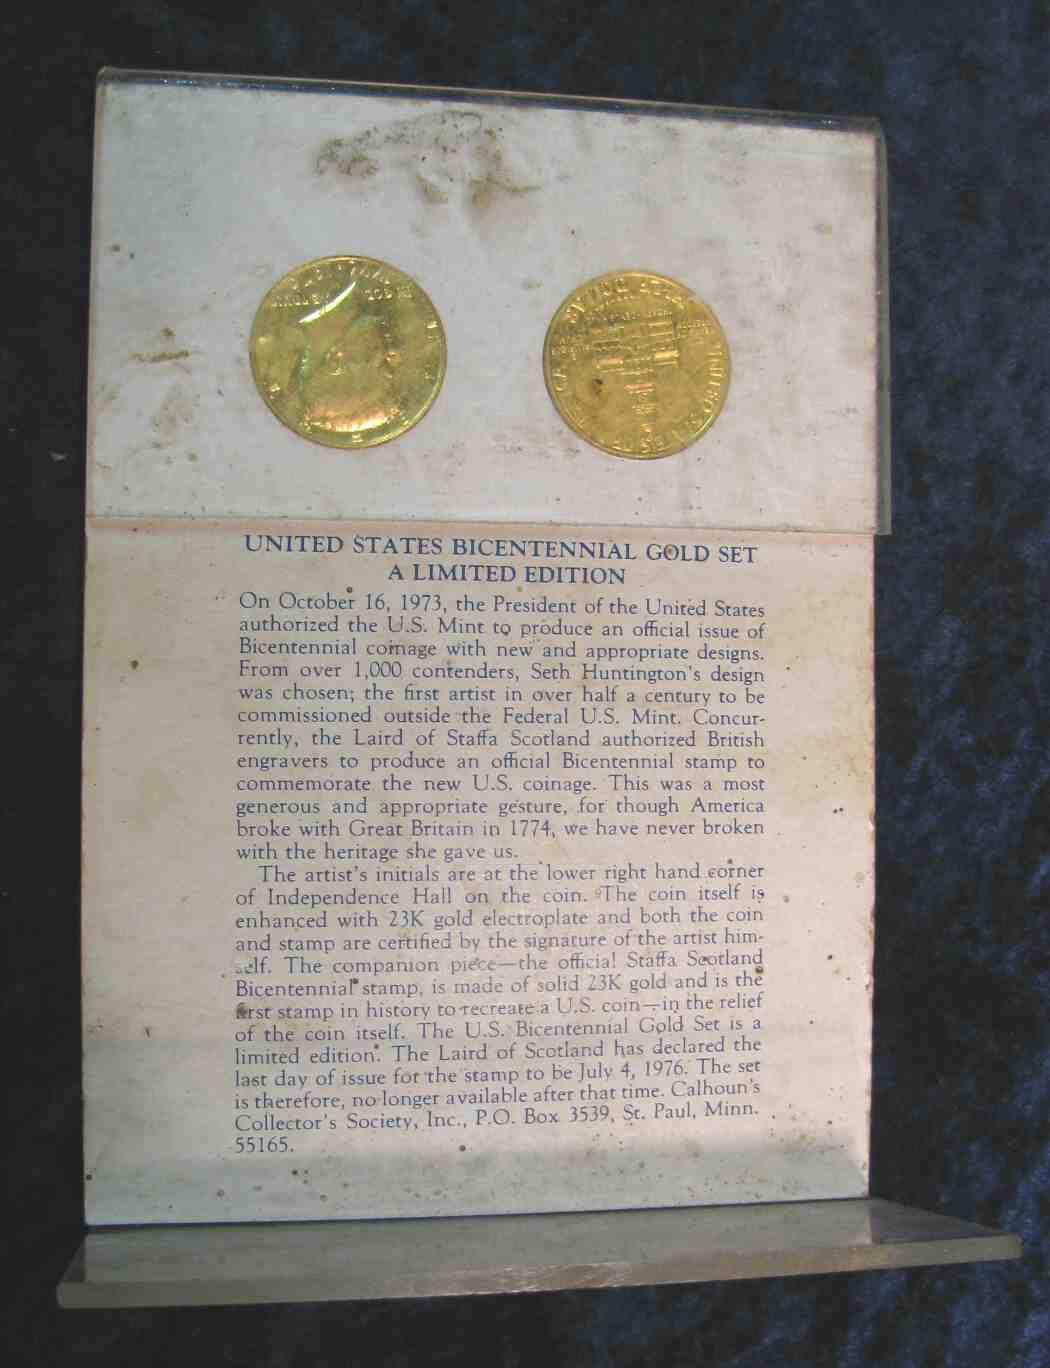 UNITED STATES BICENTENNIAL GOLD SET
A LIMITED EDITION
On October 16, 1973, the President of the United States
authorized the U.S. Mint to produce an official issue of
Bicentennial coinage with new and appropriate designs.
From over 1,000 contenders, Seth Huntington's design
was chosen; the first artist in over half a century to be
commissioned outside the Federal U.S. Mint. Concur-
rently, the Laird of Staffa Scotland authorized British
engravers to produce an official Bicentennial stamp to
commemorate the new U.S. coinage. This was a most
generous and appropriate gesture, for though America
broke with Great Britain in 1774, we have never broken
with the heritage she gave us.
The artist's initials are at the lower right hand corner
of Independence Hall on the coin. The coin itself is
enhanced with 23K gold electroplate and both the coin
and stamp are certified by the signature of the artist him-
self. The companion piece—the official Staffa Scotland
Bicentennial stamp, is made of solid 23K gold and is the
first stamp in history to recreate a U.S. coin—in the relief
of the coin itself. The U.S. Bicentennial Gold Set is a
limited edition. The Laird of Scotland has declared the
last day of issue for the stamp to be July 4, 1976. The set
is therefore, no longer available after that time. Calhoun's
Collector's Society, Inc., P.O. Box 3539, St. Paul, Minn.
55165.